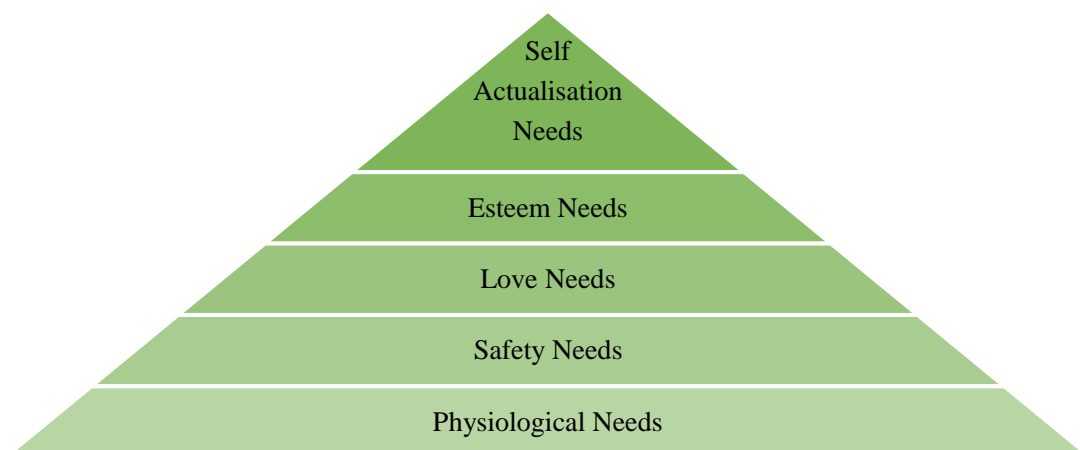 Self
Actualisation
Needs
Esteem Needs
Love Needs
Safety Needs
Physiological Needs